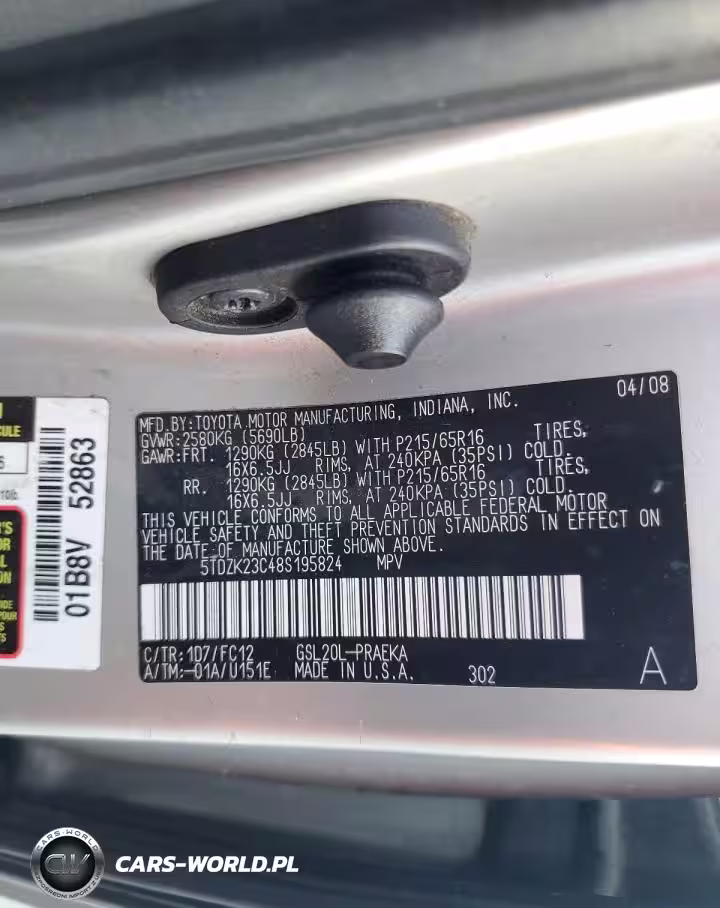 04/08
MFD.BY:TOYOTA MOTOR MANUFACTURING, INDIANA, INC.
GVWR:2580KG (5690LB)
GAWR:FRT. 1290KG (2845LB) WITH P215/65R16 TIRES,
16X6.5JJ RIMS, AT 240KPA (35PSI) COLD.
RR. 1290KG (2845LB) WITH P215/65R16 TIRES,
16X6.5JJ RIMS, AT 240KPA (35PSI) COLD.
THIS VEHICLE CONFORMS TO ALL APPLICABLE FEDERAL MOTOR
VEHICLE SAFETY AND THEFT PREVENTION STANDARDS IN EFFECT ON
THE DATE OF MANUFACTURE SHOWN ABOVE.
5TDZK23C48S195824 MPV
C/TR: 1D7/FC12 GSL20L-PRAEKA
A/TM:-01A/U151E MADE IN U.S.A. 302 A
01B8V 52863
CARS-WORLD
CW
CARS-WORLD.PL